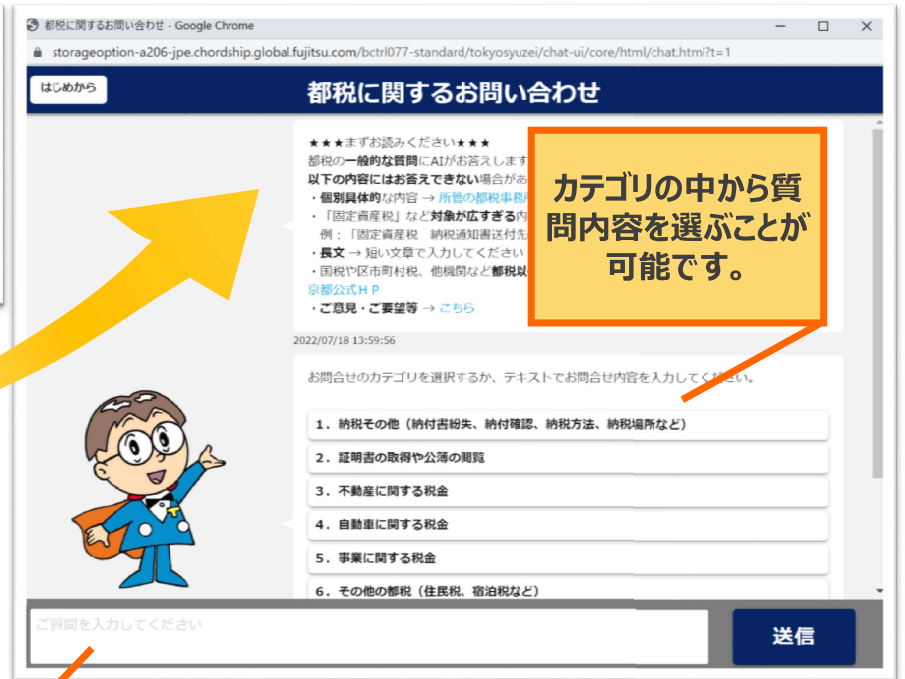 都税に関するお問い合わせ - Google Chrome
storageoption-a206-jpe.chordship.global.fujitsu.com/bctrl077-standard/tokyosyuzei/chat-ui/core/html/chat.html?t=1
はじめから
都税に関するお問い合わせ
★★★まずお読みください★★★
都税の一般的な質問にAIがお答えします
以下の内容にはお答えできない場合があ
・個別具体的な内容 → 所管の都税事務所
・「固定資産税」など対象が広すぎる内
例：「固定資産税 納税通知書送付先
・長文 → 短い文章で入力してください
・国税や区市町村税、他機関など都税以
京都公式ＨＰ
・ご意見・ご要望等 → こちら
カテゴリの中から質
問内容を選ぶことが
可能です。
2022/07/18 13:59:56
お問合せのカテゴリを選択するか、テキストでお問合せ内容を入力してください。
1．納税その他（納付書紛失、納付確認、納税方法、納税場所など）
2．証明書の取得や公簿の閲覧
3．不動産に関する税金
4．自動車に関する税金
5．事業に関する税金
6．その他の都税（住民税、宿泊税など）
ご質問を入力してください
送信